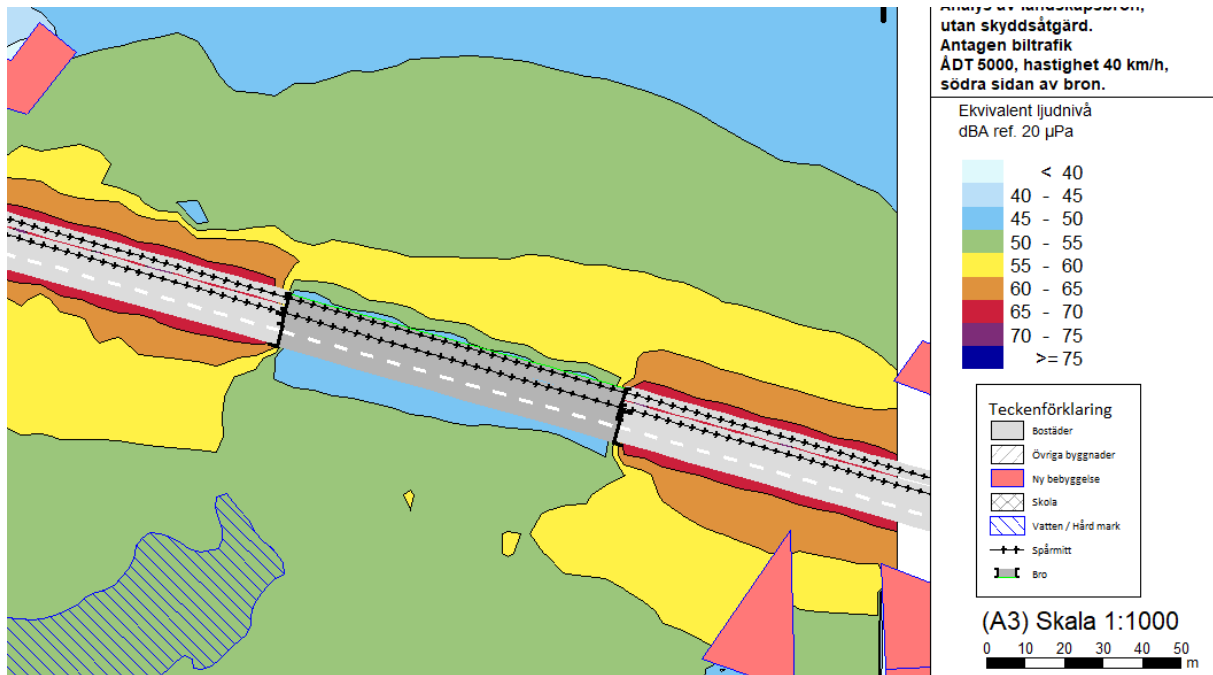 Analys av landskapsbron,
utan skyddsåtgärd.
Antagen biltrafik
ÅDT 5000, hastighet 40 km/h,
södra sidan av bron.
Ekvivalent ljudnivå
dBA ref. 20 µPa
< 40
40 - 45
45 - 50
50 - 55
55 - 60
60 - 65
65 - 70
70 - 75
>= 75
Teckenförklaring
Bostäder
Övriga byggnader
Ny bebyggelse
Skola
Vatten / Hård mark
Spårmitt
Bro
(A3) Skala 1:1000
0 10 20 30 40 50
m